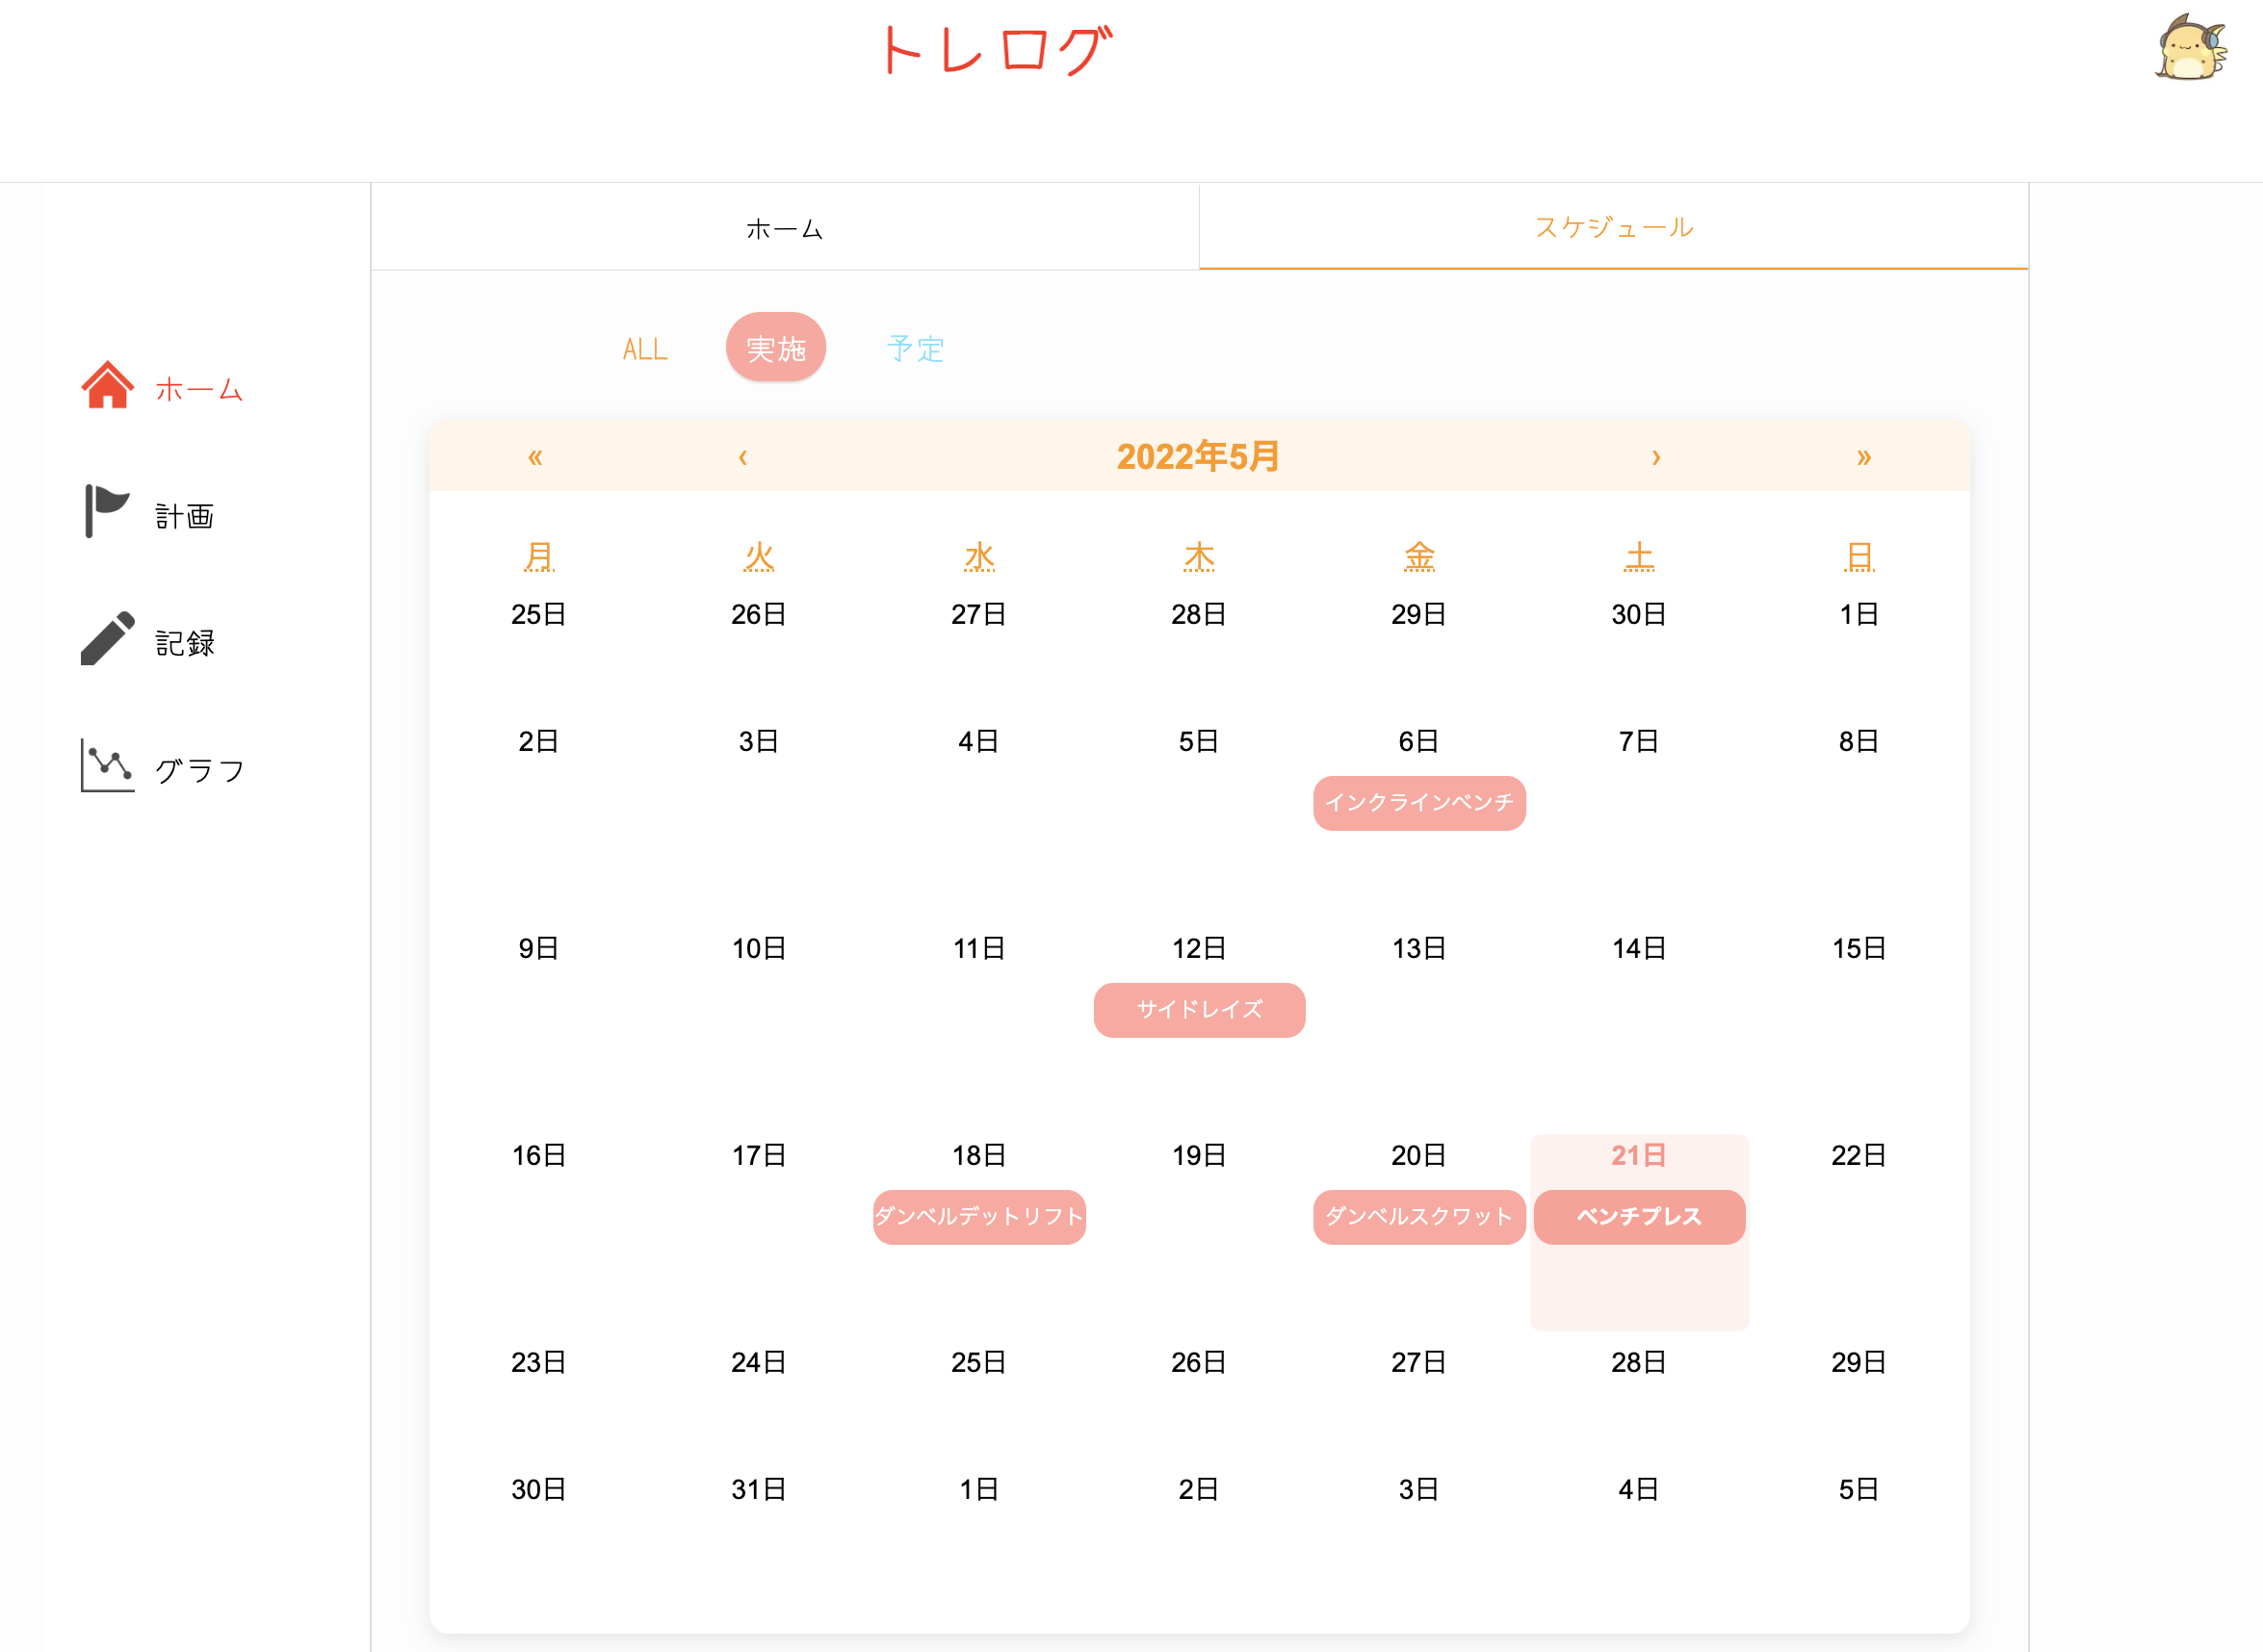 トレログ
ホーム スケジュール
ALL 実施 予定
ホーム
計画
記録
グラフ
« ‹ 2022年5月 › »
月 火 水 木 金 土 日
25日 26日 27日 28日 29日 30日 1日
2日 3日 4日 5日 6日 7日 8日
インクラインベンチ
9日 10日 11日 12日 13日 14日 15日
サイドレイズ
16日 17日 18日 19日 20日 21日 22日
ダンベルデットリフト ダンベルスクワット ベンチプレス
23日 24日 25日 26日 27日 28日 29日
30日 31日 1日 2日 3日 4日 5日